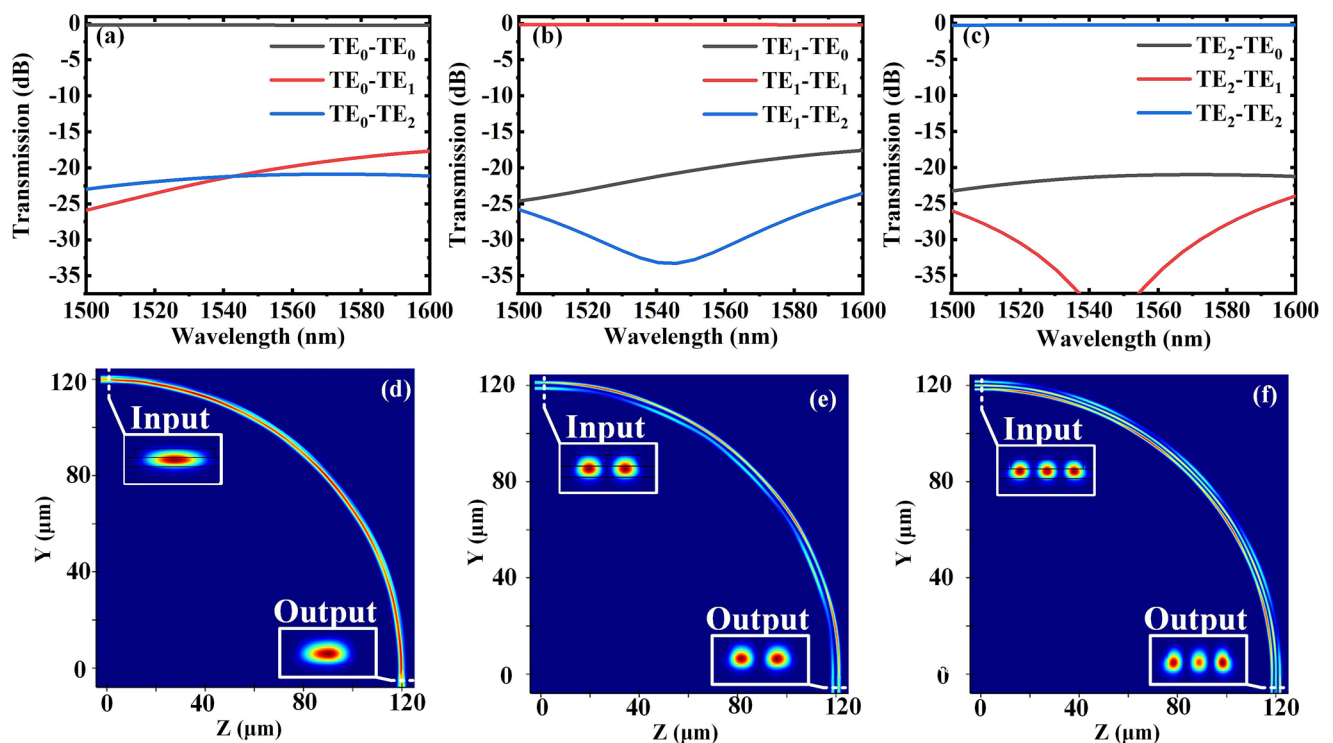 (a)
Transmission (dB)
0
-5
-10
-15
-20
-25
-30
-35
TE₀-TE₀
TE₀-TE₁
TE₀-TE₂
1500 1520 1540 1560 1580 1600
Wavelength (nm)
(b)
Transmission (dB)
0
-5
-10
-15
-20
-25
-30
-35
TE₁-TE₀
TE₁-TE₁
TE₁-TE₂
1500 1520 1540 1560 1580 1600
Wavelength (nm)
(c)
Transmission (dB)
0
-5
-10
-15
-20
-25
-30
-35
TE₂-TE₀
TE₂-TE₁
TE₂-TE₂
1500 1520 1540 1560 1580 1600
Wavelength (nm)
(d)
Y (μm)
120
80
40
0
Input
Output
0 40 80 120
Z (μm)
(e)
Y (μm)
120
80
40
0
Input
Output
0 40 80 120
Z (μm)
(f)
Y (μm)
120
80
40
0
Input
Output
0 40 80 120
Z (μm)